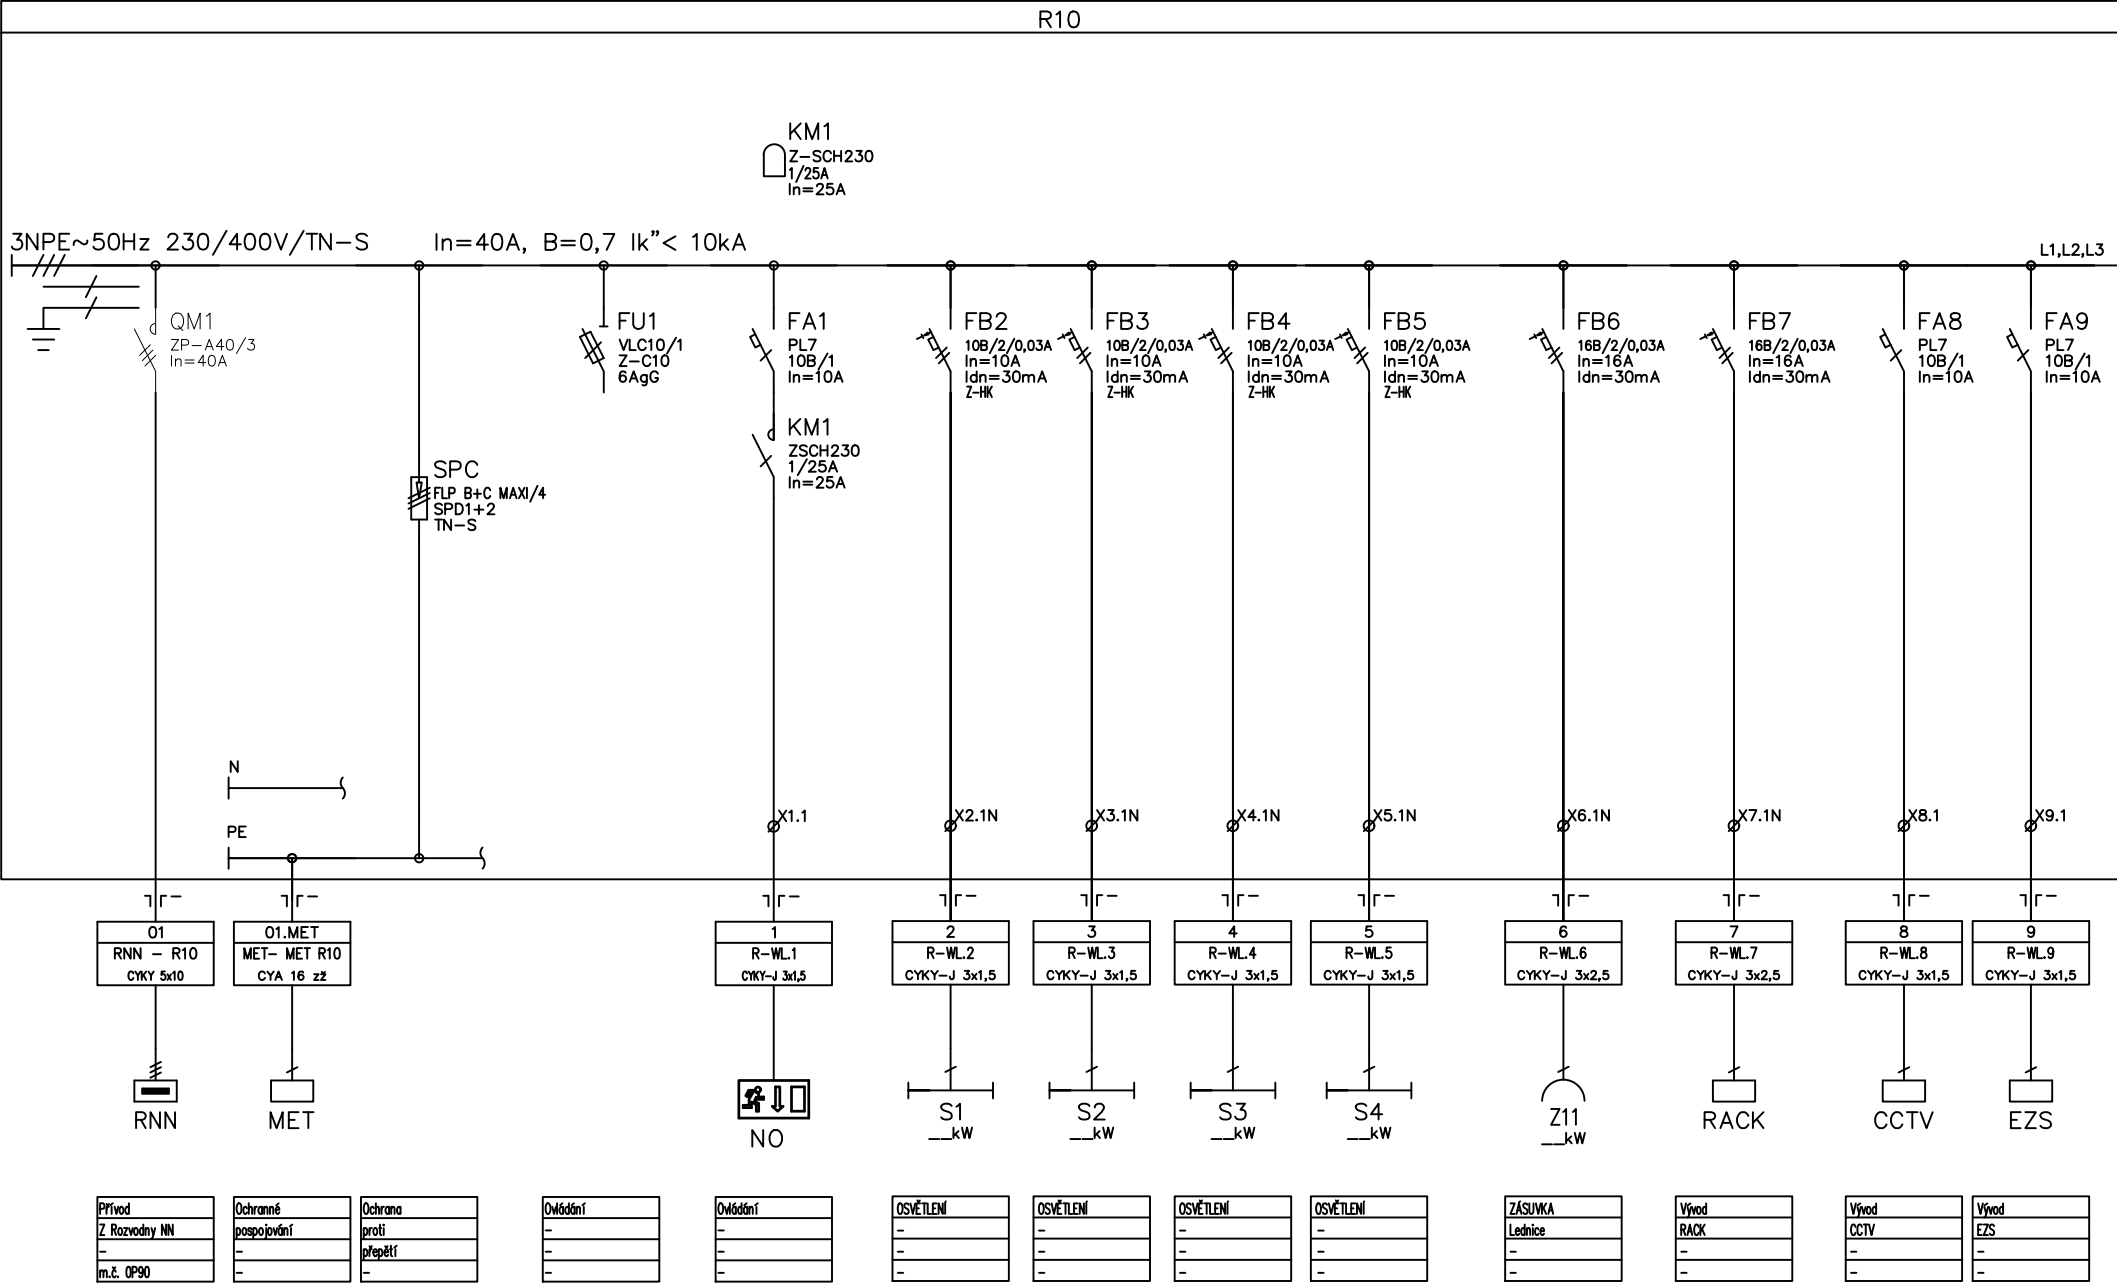 R10
KM1
Z-SCH230
1/25A
In=25A
3NPE~50Hz 230/400V/TN-S In=40A, B=0,7 Ik"< 10kA
L1,L2,L3
QM1
ZP-A40/3
In=40A
FU1
VLC10/1
Z-C10
6AgG
FA1
PL7
10B/1
In=10A
FB2
10B/2/0,03A
In=10A
Idn=30mA
Z-HK
FB3
10B/2/0,03A
In=10A
Idn=30mA
Z-HK
FB4
10B/2/0,03A
In=10A
Idn=30mA
Z-HK
FB5
10B/2/0,03A
In=10A
Idn=30mA
Z-HK
FB6
16B/2/0,03A
In=16A
Idn=30mA
FB7
16B/2/0,03A
In=16A
Idn=30mA
FA8
PL7
10B/1
In=10A
FA9
PL7
10B/1
In=10A
KM1
ZSCH230
1/25A
In=25A
SPC
FLP B+C MAXI/4
SPD1+2
TN-S
N
PE
X1.1
X2.1N
X3.1N
X4.1N
X5.1N
X6.1N
X7.1N
X8.1
X9.1
01
RNN - R10
CYKY 5x10
01.MET
MET- MET R10
CYA 16 zž
1
R-WL.1
CYKY-J 3x1,5
2
R-WL.2
CYKY-J 3x1,5
3
R-WL.3
CYKY-J 3x1,5
4
R-WL.4
CYKY-J 3x1,5
5
R-WL.5
CYKY-J 3x1,5
6
R-WL.6
CYKY-J 3x2,5
7
R-WL.7
CYKY-J 3x2,5
8
R-WL.8
CYKY-J 3x1,5
9
R-WL.9
CYKY-J 3x1,5
RNN
MET
NO
S1
__kW
S2
__kW
S3
__kW
S4
__kW
Z11
__kW
RACK
CCTV
EZS
Přívod
Z Rozvodny NN
-
m.č. 0P90
Ochranné
pospojování
-
-
Ochrana
proti
přepětí
-
Ovládání
-
-
-
Ovládání
-
-
-
OSVĚTLENÍ
-
-
-
OSVĚTLENÍ
-
-
-
OSVĚTLENÍ
-
-
-
OSVĚTLENÍ
-
-
-
ZÁSUVKA
Lednice
-
-
Vývod
RACK
-
-
Vývod
CCTV
-
-
Vývod
EZS
-
-